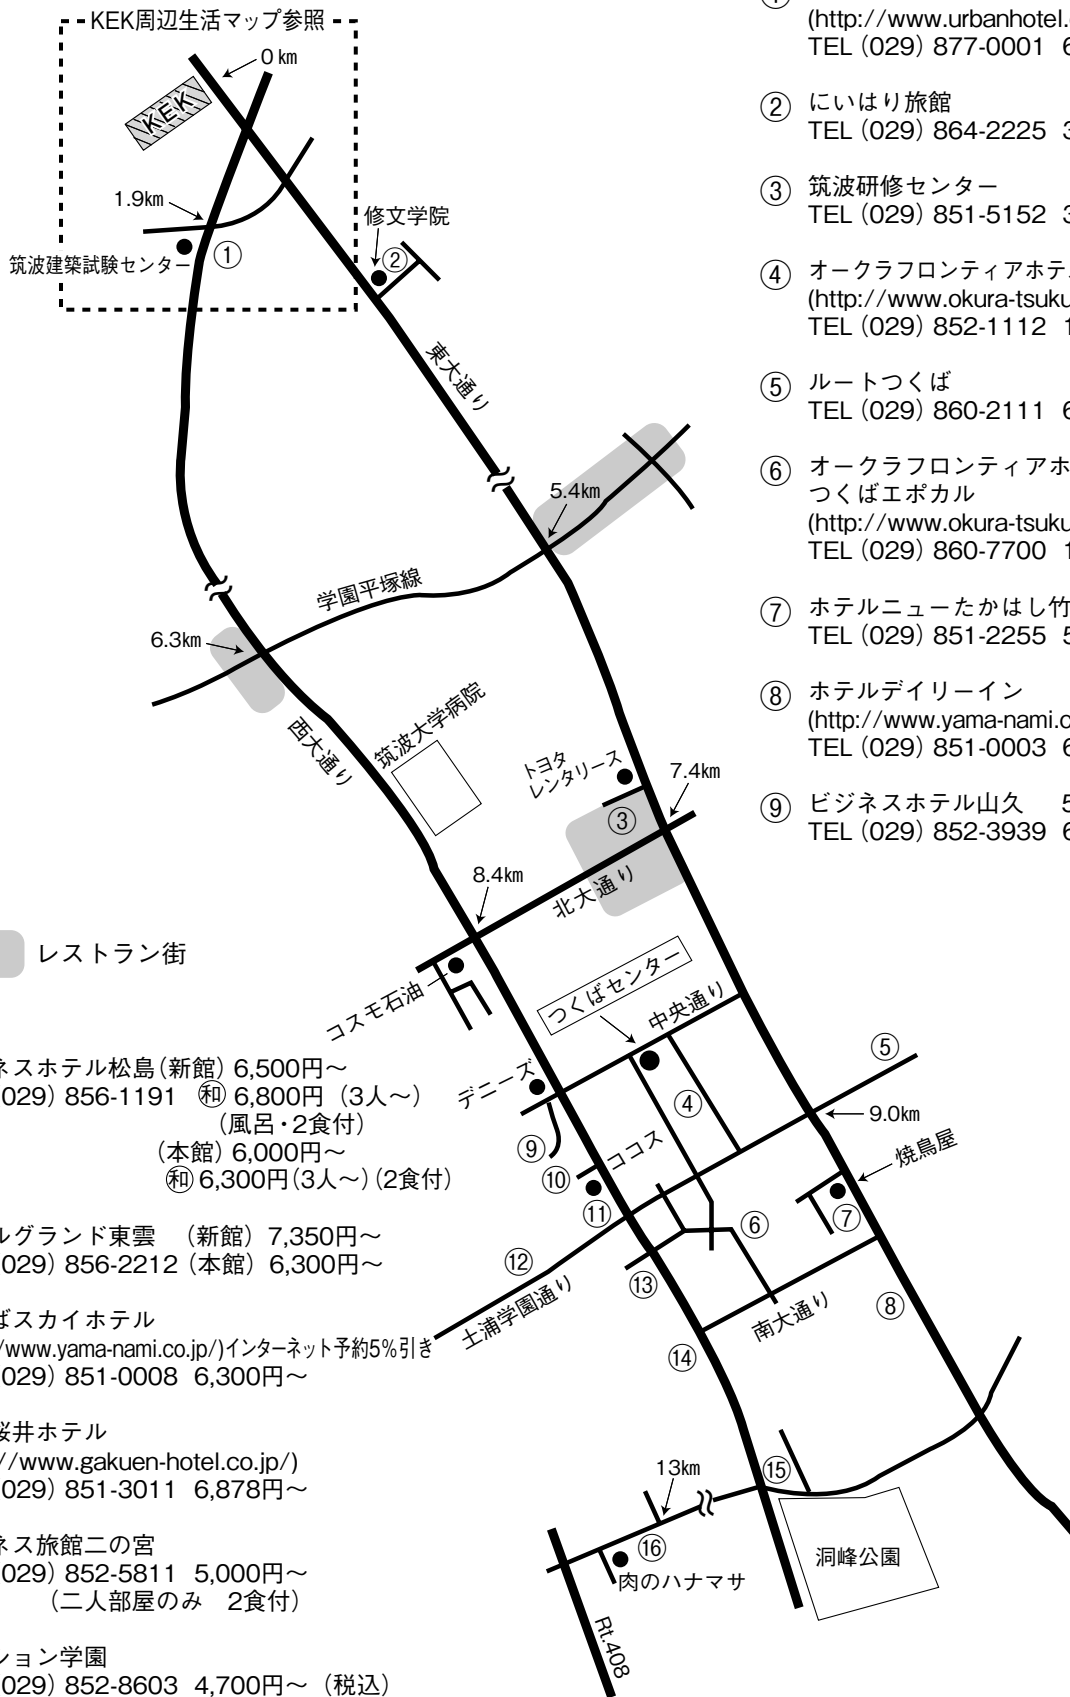 KEK周辺生活マップ参照
0km
KEK
1.9km
筑波建築試験センター
①
修文学院
②
東大通り
5.4km
学園平塚線
6.3km
西大通り
筑波大学病院
トヨタ
レンタリース
③
7.4km
8.4km
北大通り
レストラン街
コスモ石油
つくばセンター
中央通り
デニーズ
④
⑤
9.0km
焼鳥屋
⑨
ココス
⑩
⑪
⑥
⑦
⑫
⑬
土浦学園通り
南大通り
⑧
⑭
13km
⑮
⑯
肉のハナマサ
洞峰公園
Rt.408
(http://www.urbanhotel.
TEL (029) 877-0001
② にいはり旅館
TEL (029) 864-2225
③ 筑波研修センター
TEL (029) 851-5152
④ オークラフロンティアホテ
(http://www.okura-tsuku
TEL (029) 852-1112
⑤ ルートつくば
TEL (029) 860-2111
⑥ オークラフロンティアホ
つくばエポカル
(http://www.okura-tsuku
TEL (029) 860-7700
⑦ ホテルニューたかはし竹
TEL (029) 851-2255
⑧ ホテルデイリーイン
(http://www.yama-nami.c
TEL (029) 851-0003
⑨ ビジネスホテル山久
TEL (029) 852-3939
ネスホテル松島(新館) 6,500円〜
029) 856-1191 ㊓ 6,800円 (3人〜)
(風呂・2食付)
(本館) 6,000円〜
㊓ 6,300円(3人〜)(2食付)
ルグランド東雲 (新館) 7,350円〜
029) 856-2212 (本館) 6,300円〜
ばスカイホテル
/www.yama-nami.co.jp/)インターネット予約5%引き
029) 851-0008 6,300円〜
桜井ホテル
//www.gakuen-hotel.co.jp/)
029) 851-3011 6,878円〜
ネス旅館二の宮
029) 852-5811 5,000円〜
(二人部屋のみ 2食付)
ション学園
029) 852-8603 4,700円〜 (税込)